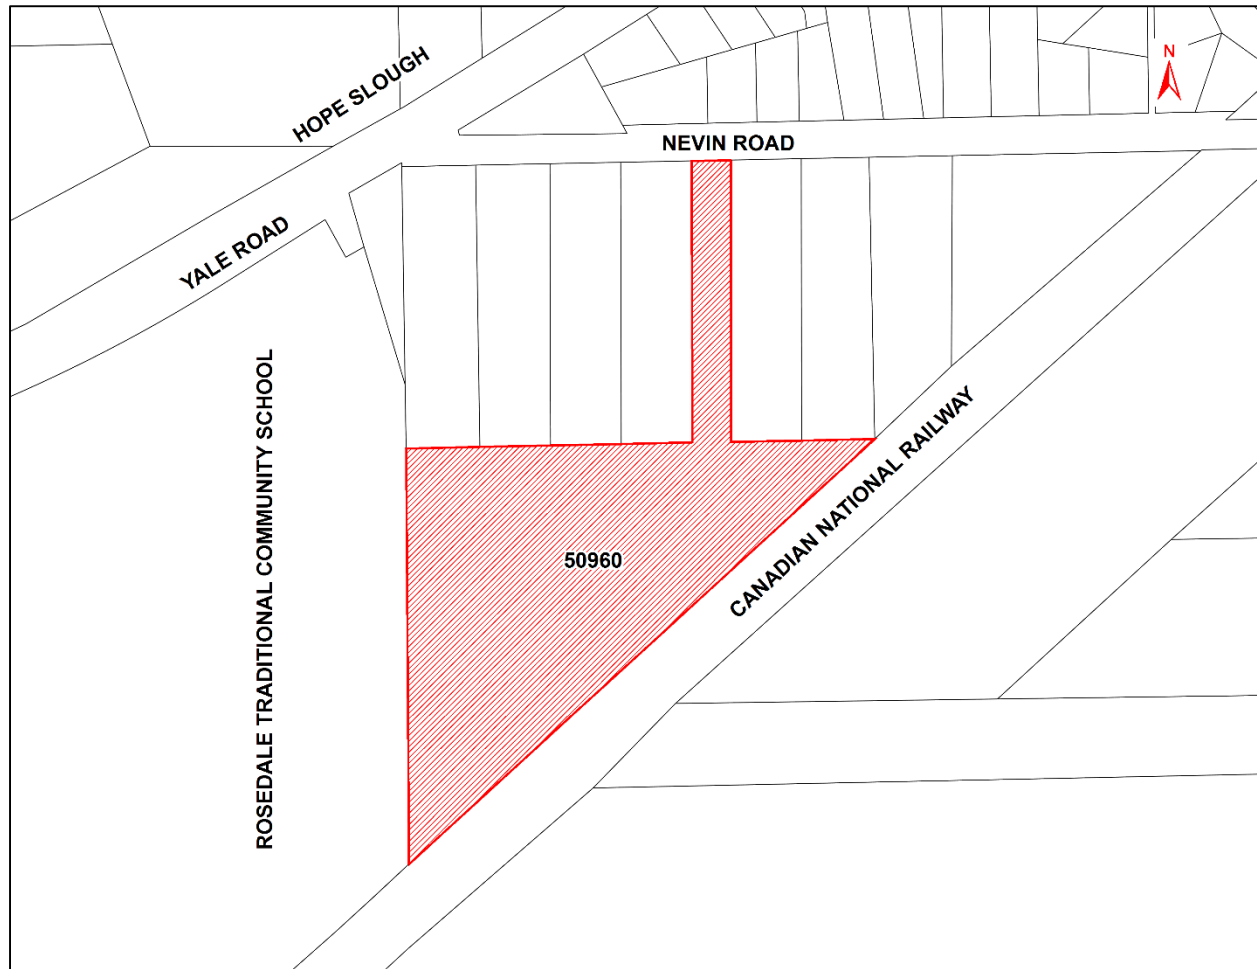 HOPE SLOUGH
N
NEVIN ROAD
YALE ROAD
ROSEDALE TRADITIONAL COMMUNITY SCHOOL
CANADIAN NATIONAL RAILWAY
50960